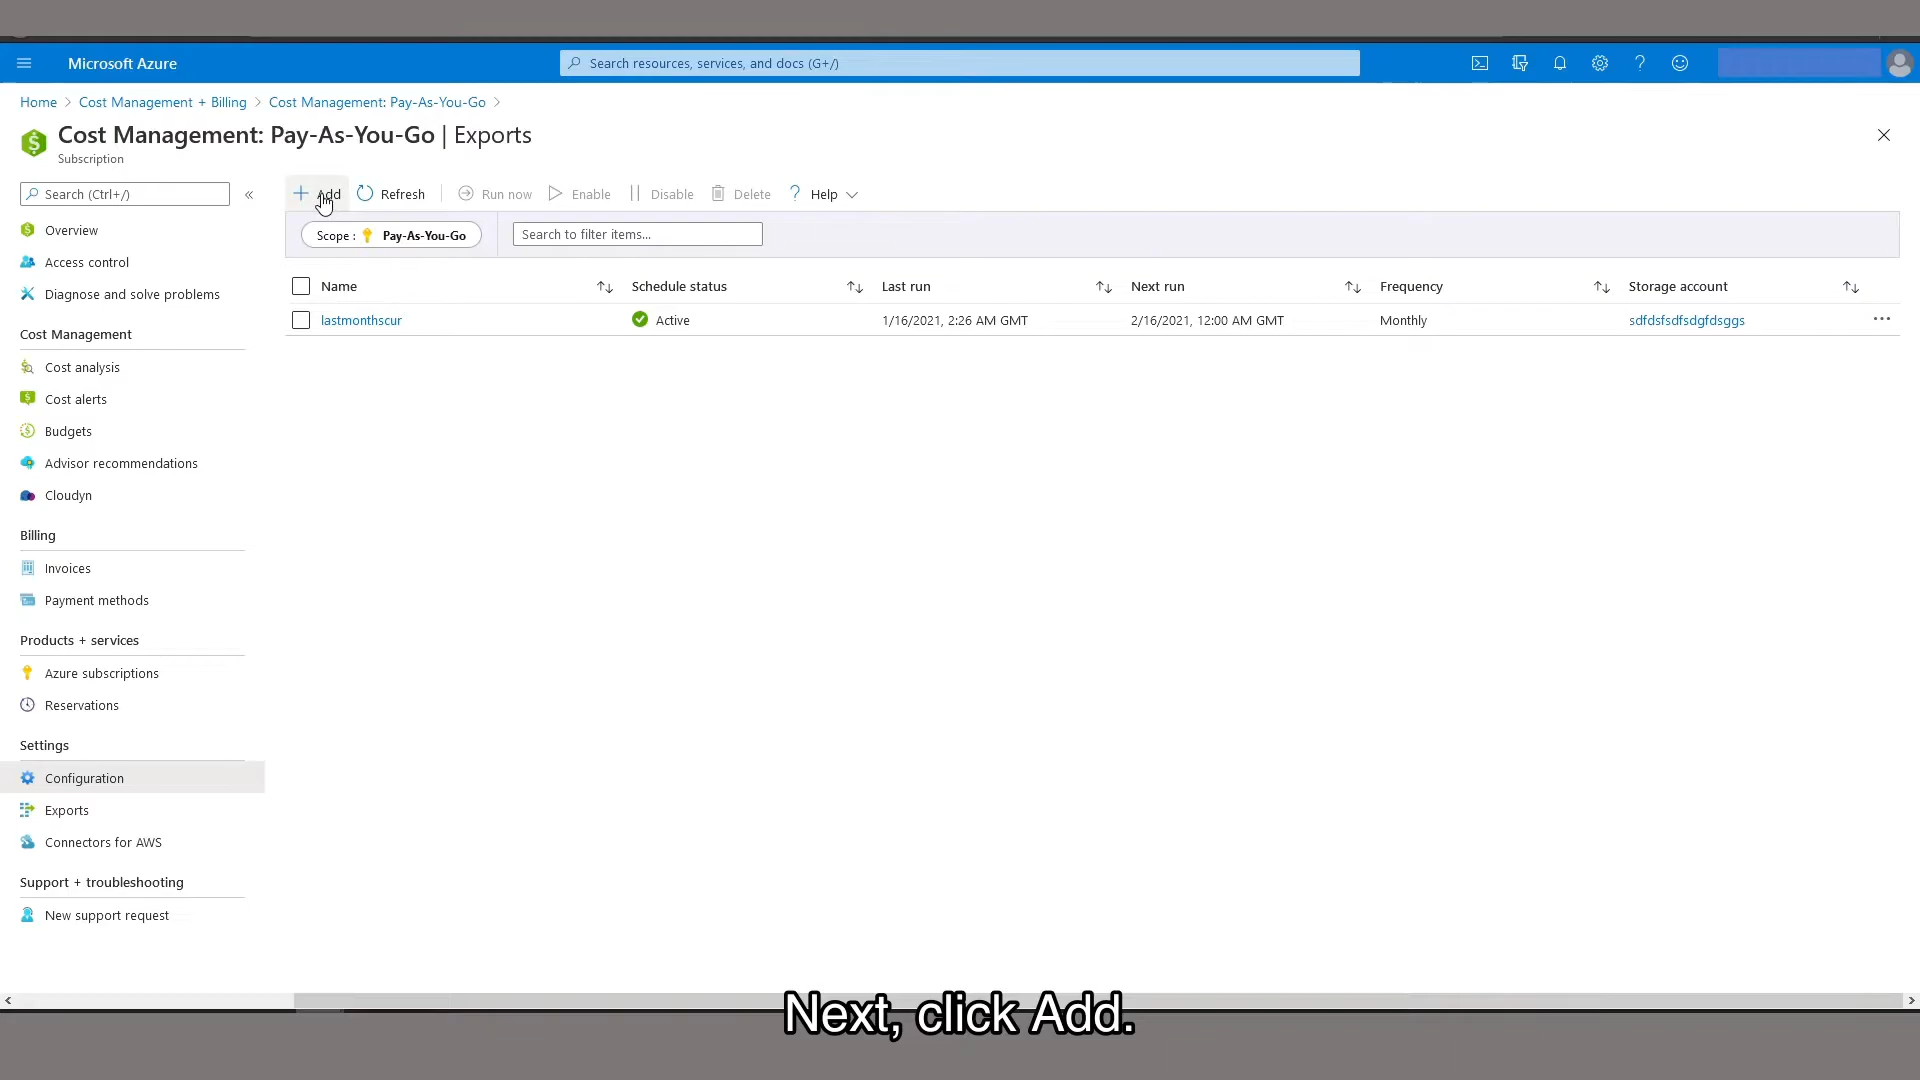 Microsoft Azure
Search resources, services, and docs (G+/)
Home > Cost Management + Billing > Cost Management: Pay-As-You-Go >
Cost Management: Pay-As-You-Go | Exports
Subscription
Search (Ctrl+/)
Add
Refresh
Run now
Enable
Disable
Delete
Help
Scope : Pay-As-You-Go
Search to filter items...
Name
Schedule status
Last run
Next run
Frequency
Storage account
lastmonthscur
Active
1/16/2021, 2:26 AM GMT
2/16/2021, 12:00 AM GMT
Monthly
sdfdsfsdfsdgfdsggs
Overview
Access control
Diagnose and solve problems
Cost Management
Cost analysis
Cost alerts
Budgets
Advisor recommendations
Cloudyn
Billing
Invoices
Payment methods
Products + services
Azure subscriptions
Reservations
Settings
Configuration
Exports
Connectors for AWS
Support + troubleshooting
New support request
Next, click Add.